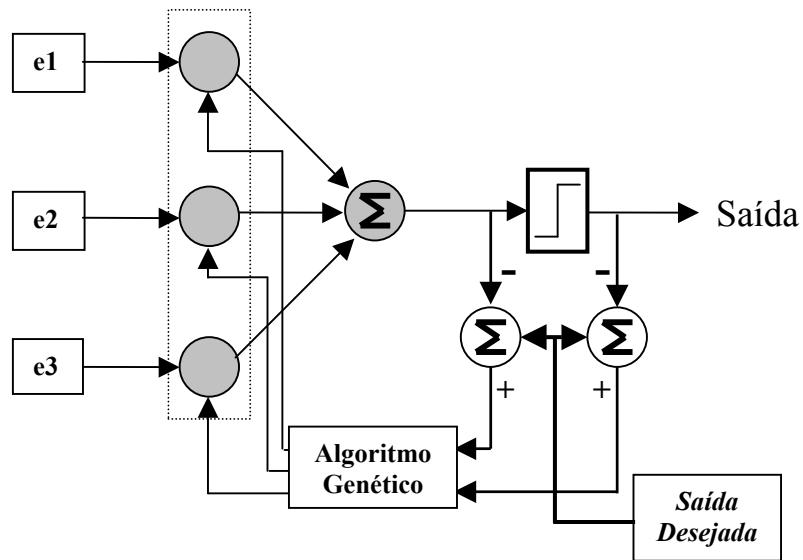 e1
e2
Σ
Saída
-
-
e3
Σ
Σ
+
+
Algoritmo
Genético
Saída
Desejada